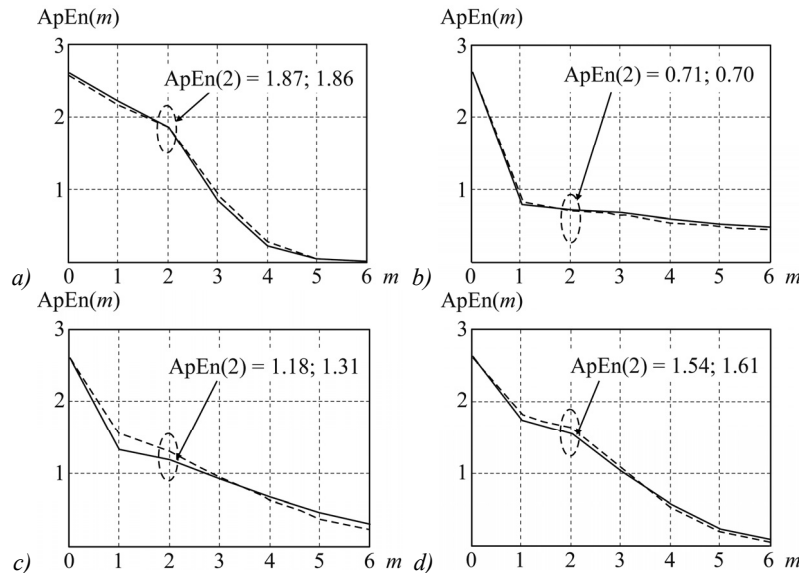 ApEn(m)
3
2
1
ApEn(2) = 1.87; 1.86
0 1 2 3 4 5 6 m
a)
ApEn(m)
3
2
1
ApEn(2) = 0.71; 0.70
0 1 2 3 4 5 6 m
b)
ApEn(m)
3
2
1
ApEn(2) = 1.18; 1.31
0 1 2 3 4 5 6 m
c)
ApEn(m)
3
2
1
ApEn(2) = 1.54; 1.61
0 1 2 3 4 5 6 m
d)